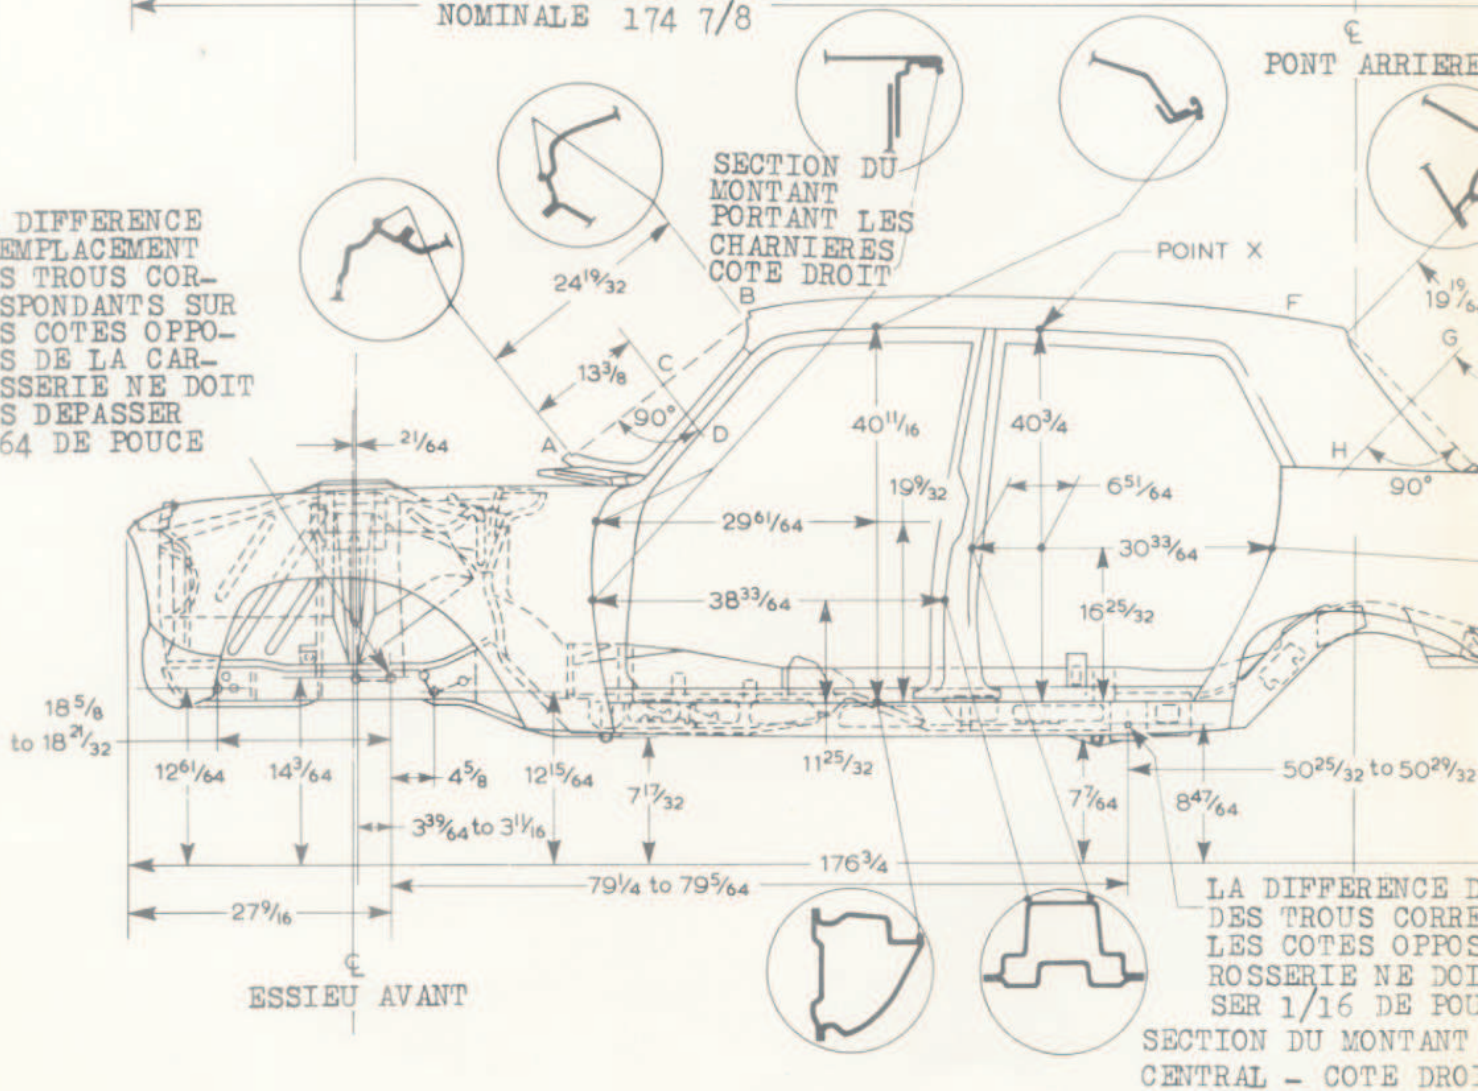 NOMINALE 174 7/8
℄
PONT ARRIERE
SECTION DU
MONTANT
PORTANT LES
CHARNIERES
COTE DROIT
DIFFERENCE
EMPLACEMENT
S TROUS COR-
SPONDANTS SUR
S COTES OPPO-
S DE LA CAR-
SSERIE NE DOIT
S DEPASSER
64 DE POUCE
POINT X
24 19/32
B
F
19 19/64
G
C
13 3/8
90°
A
D
H
90°
21/64
40 11/16
40 3/4
19 9/32
6 51/64
29 61/64
30 33/64
38 33/64
16 25/32
18 5/8
to 18 21/32
12 61/64
14 3/64
4 5/8
12 15/64
7 17/32
11 25/32
7 7/64
8 47/64
50 25/32 to 50 29/32
3 39/64 to 3 11/16
176 3/4
79 1/4 to 79 5/64
27 9/16
℄
ESSIEU AVANT
LA DIFFERENCE D
DES TROUS CORRE
LES COTES OPPOS
ROSSERIE NE DOI
SER 1/16 DE POU
SECTION DU MONTANT
CENTRAL - COTE DROI